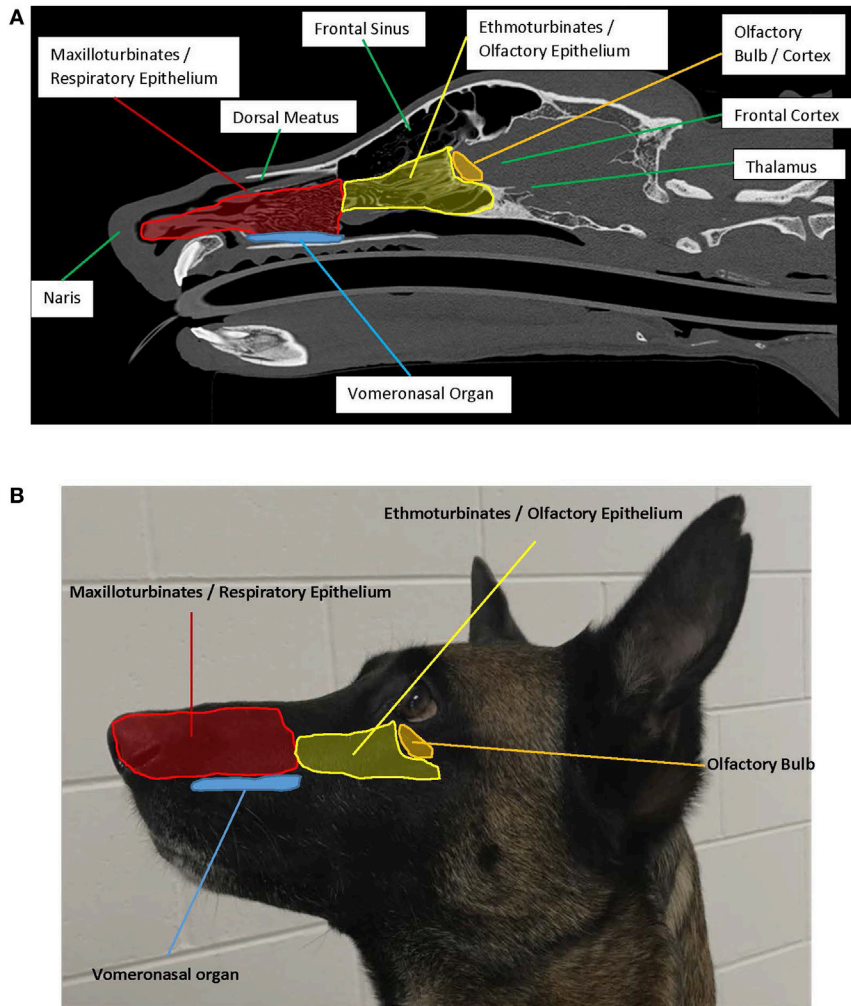 A
Frontal Sinus
Ethmoturbinates /
Olfactory Epithelium
Olfactory
Bulb / Cortex
Maxilloturbinates /
Respiratory Epithelium
Dorsal Meatus
Frontal Cortex
Thalamus
Naris
Vomeronasal Organ
B
Ethmoturbinates / Olfactory Epithelium
Maxilloturbinates / Respiratory Epithelium
Olfactory Bulb
Vomeronasal organ